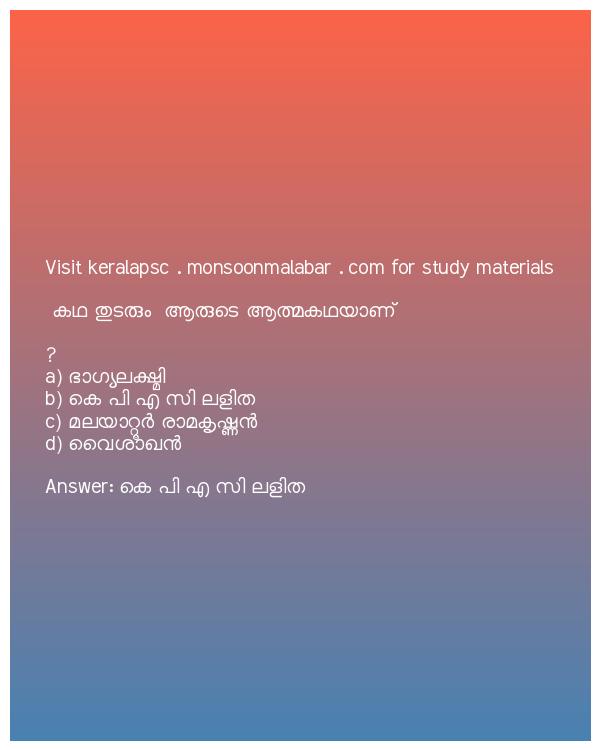 Visit keralapsc . monsoonmalabar . com for study materials
കഥ തുടരും ആരുടെ ആത്മകഥയാണ്
?
a) ഭാഗ്യലക്ഷ്മി
b) കെ പി എ സി ലളിത
c) മലയാറ്റൂർ രാമകൃഷ്ണൻ
d) വൈശാഖൻ
Answer: കെ പി എ സി ലളിത